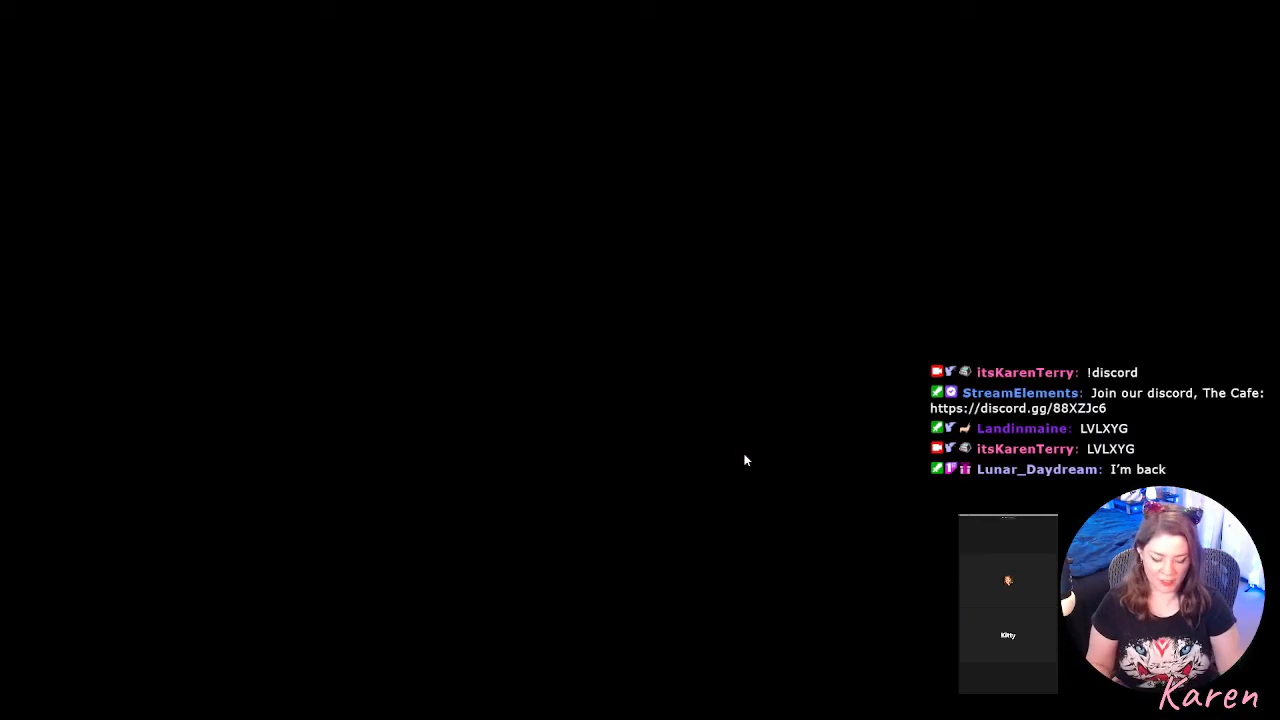 itsKarenTerry: !discord
StreamElements: Join our discord, The Cafe:
https://discord.gg/88XZJc6
Landinmaine: LVLXYG
itsKarenTerry: LVLXYG
Lunar_Daydream: I'm back
Kitty
Karen